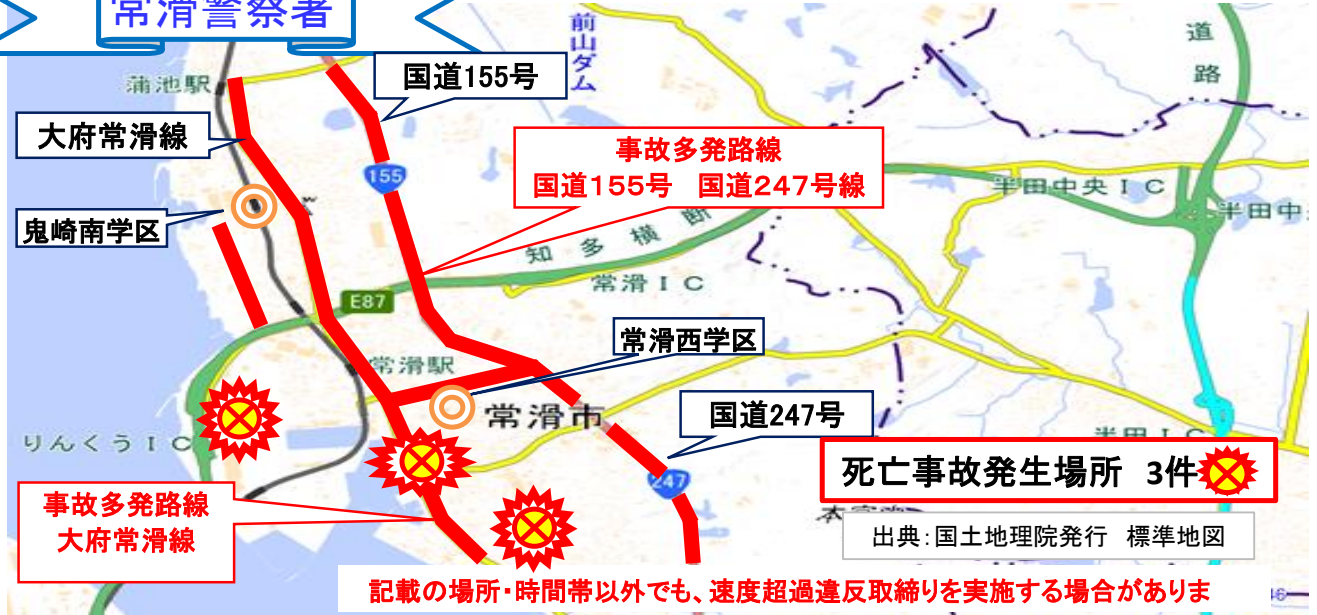 常滑警察者
前山ダム
道路
国道155号
蒲池駅
大府常滑線
事故多発路線
国道155号 国道247号線
155
半田中央IC
半田中
鬼崎南学区
知多横断
常滑IC
E87
常滑西学区
常滑駅
常滑市
国道247号
りんくうIC
半田IC
死亡事故発生場所 3件
247
事故多発路線
大府常滑線
出典:国土地理院発行 標準地図
記載の場所・時間帯以外でも、速度超過違反取締りを実施する場合がありま